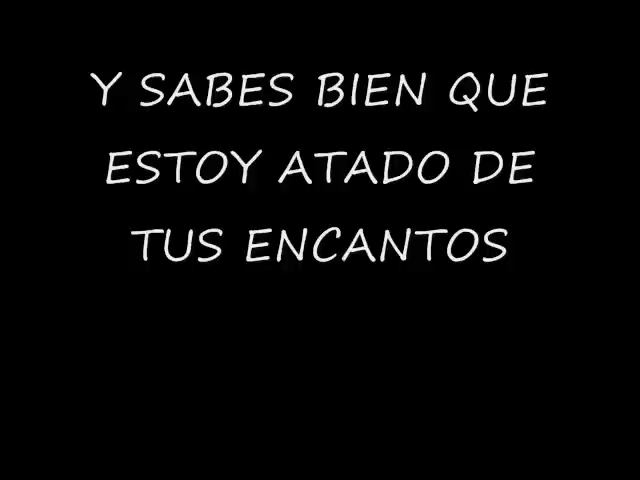 Y SABES BIEN QUE
ESTOY ATADO DE
TUS ENCANTOS